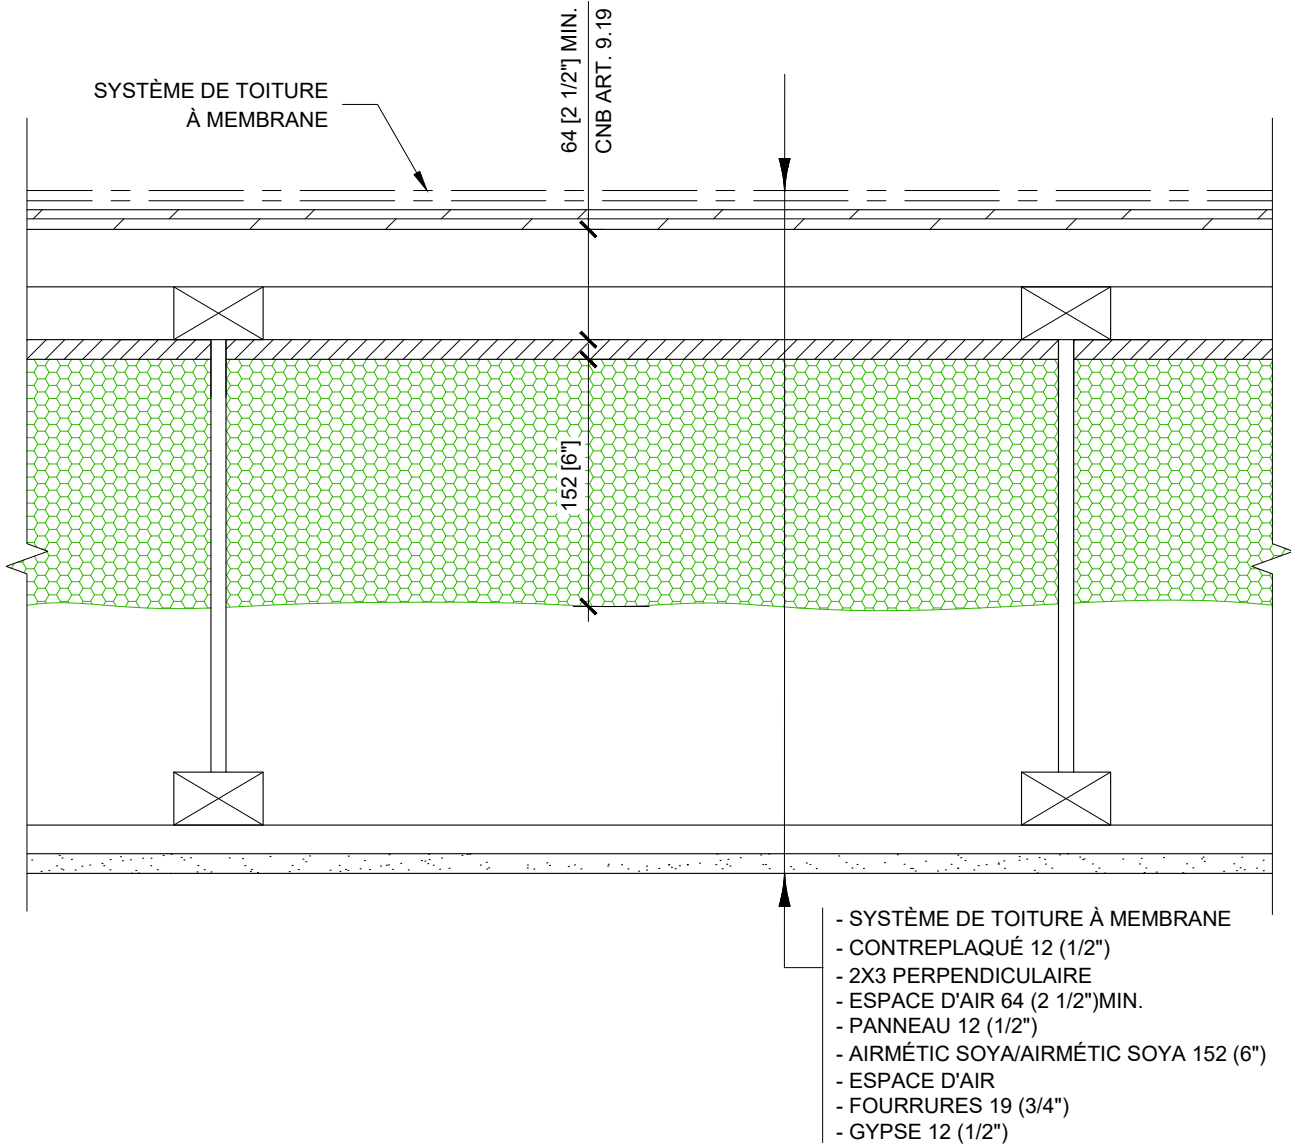 64 [2 1/2"] MIN.
CNB ART. 9.19
SYSTÈME DE TOITURE
À MEMBRANE
152 [6"]
- SYSTÈME DE TOITURE À MEMBRANE
- CONTREPLAQUÉ 12 (1/2")
- 2X3 PERPENDICULAIRE
- ESPACE D'AIR 64 (2 1/2")MIN.
- PANNEAU 12 (1/2")
- AIRMÉTIC SOYA/AIRMÉTIC SOYA 152 (6")
- ESPACE D'AIR
- FOURRURES 19 (3/4")
- GYPSE 12 (1/2")